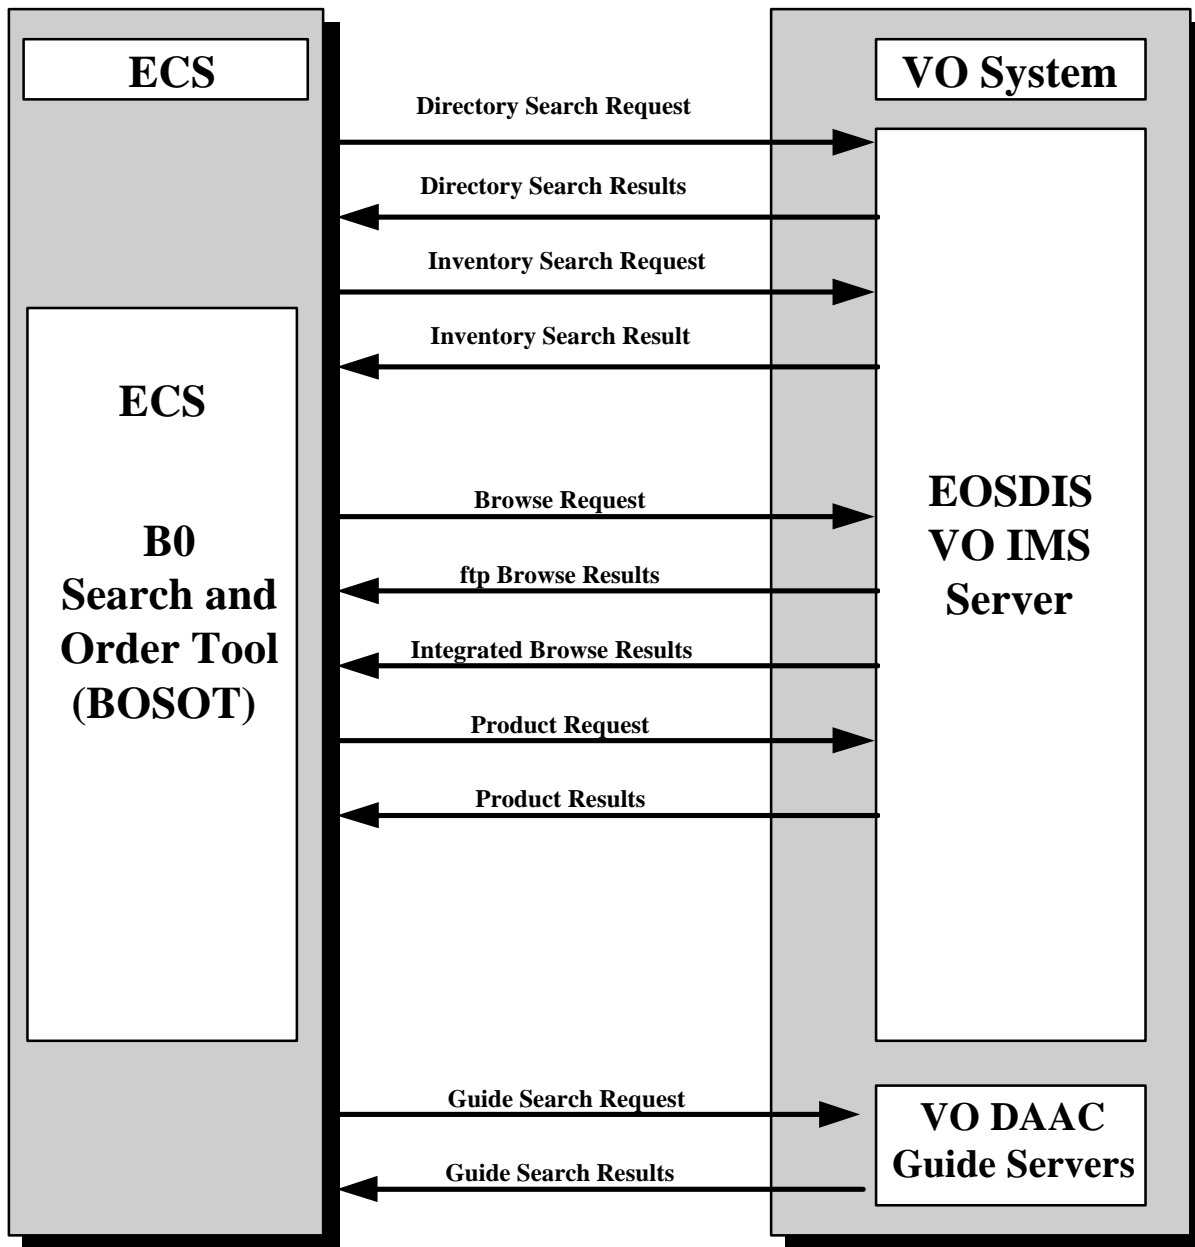 ECS
VO System
Directory Search Request
Directory Search Results
Inventory Search Request
Inventory Search Result
ECS
B0
Search and
Order Tool
(BOSOT)
Browse Request
ftp Browse Results
Integrated Browse Results
Product Request
Product Results
EOSDIS
VO IMS
Server
Guide Search Request
Guide Search Results
VO DAAC
Guide Servers